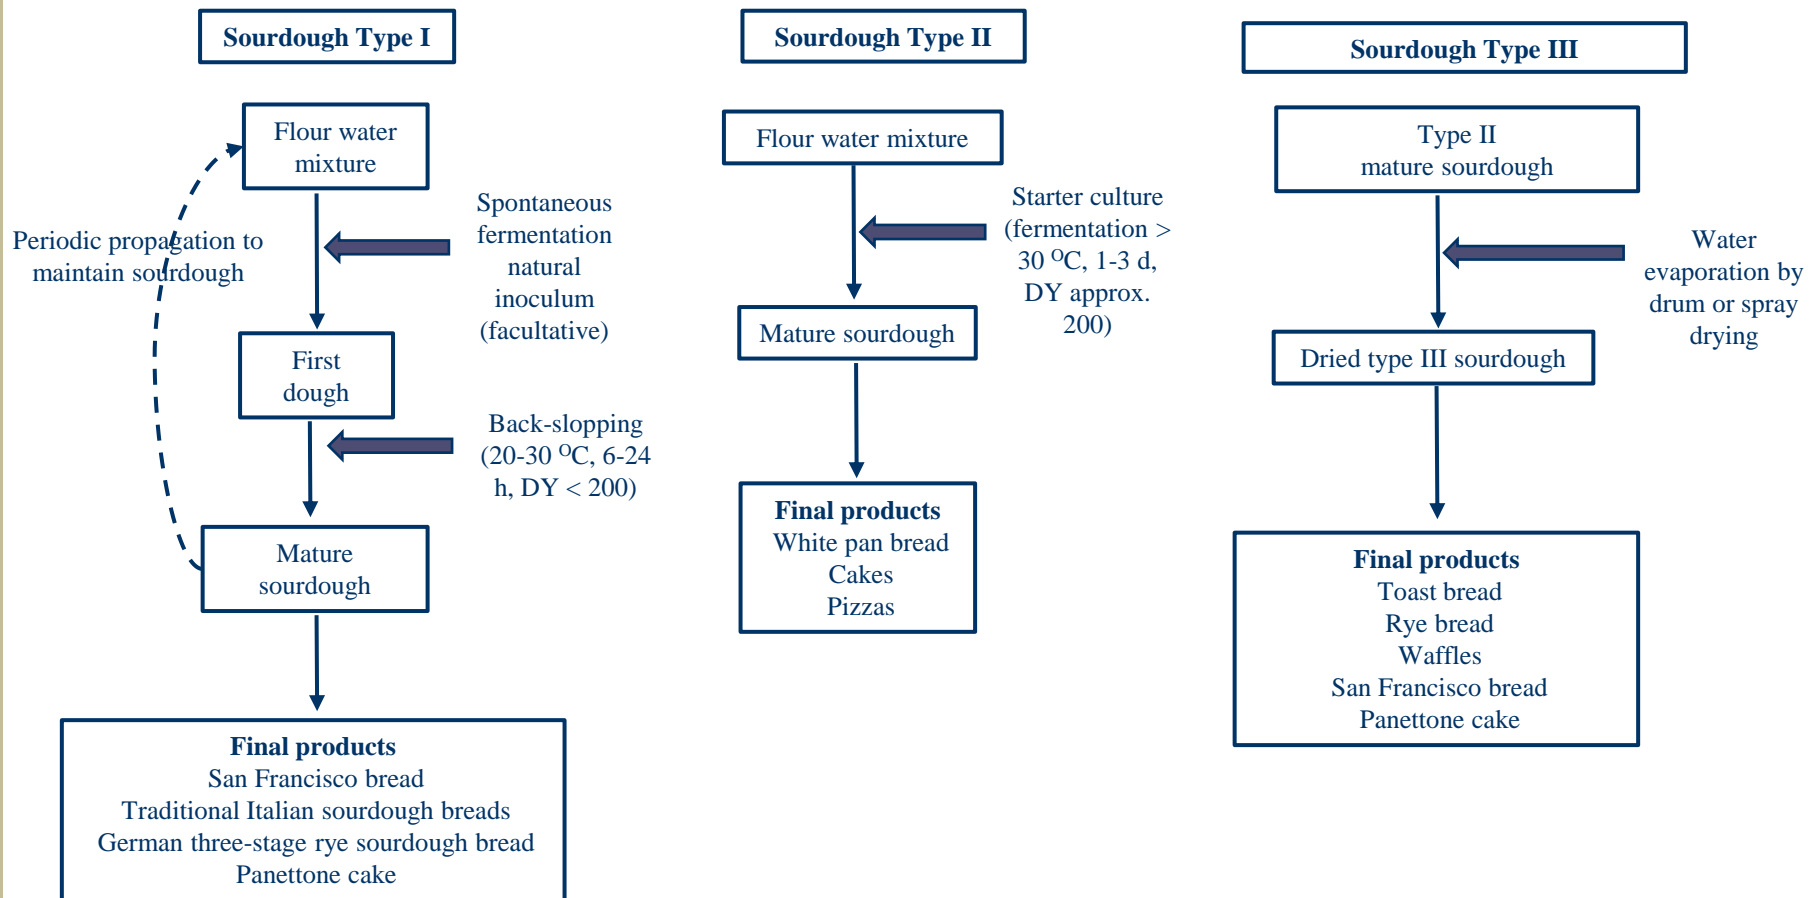 Sourdough Type I
Flour water
mixture
Spontaneous
fermentation
natural
inoculum
(facultative)
Periodic propagation to
maintain sourdough
First
dough
Back-slopping
(20-30 ᴼC, 6-24
h, DY < 200)
Mature
sourdough
Final products
San Francisco bread
Traditional Italian sourdough breads
German three-stage rye sourdough bread
Panettone cake
Sourdough Type II
Flour water mixture
Starter culture
(fermentation >
30 ᴼC, 1-3 d,
DY approx.
200)
Mature sourdough
Final products
White pan bread
Cakes
Pizzas
Sourdough Type III
Type II
mature sourdough
Water
evaporation by
drum or spray
drying
Dried type III sourdough
Final products
Toast bread
Rye bread
Waffles
San Francisco bread
Panettone cake